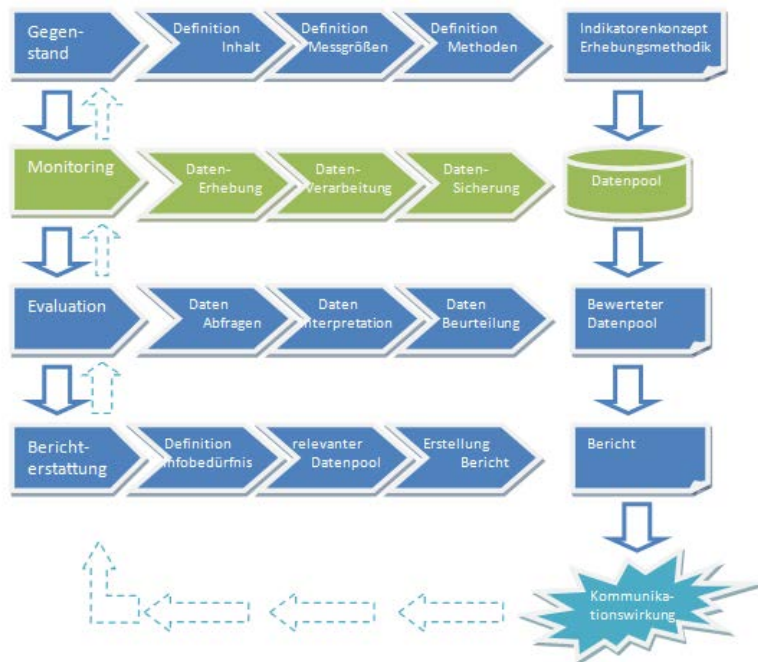 Gegen-
stand
Definition
Inhalt
Definition
Messgrößen
Definition
Methoden
Indikatorenkonzept
Erhebungsmethodik
Monitoring
Daten-
Erhebung
Daten-
Verarbeitung
Daten-
Sicherung
Datenpool
Evaluation
Daten
Abfragen
Daten
Interpretation
Daten
Beurteilung
Bewerteter
Datenpool
Bericht-
erstattung
Definition
Infobedürfnis
relevanter
Datenpool
Erstellung
Bericht
Bericht
Kommunika-
tionswirkung